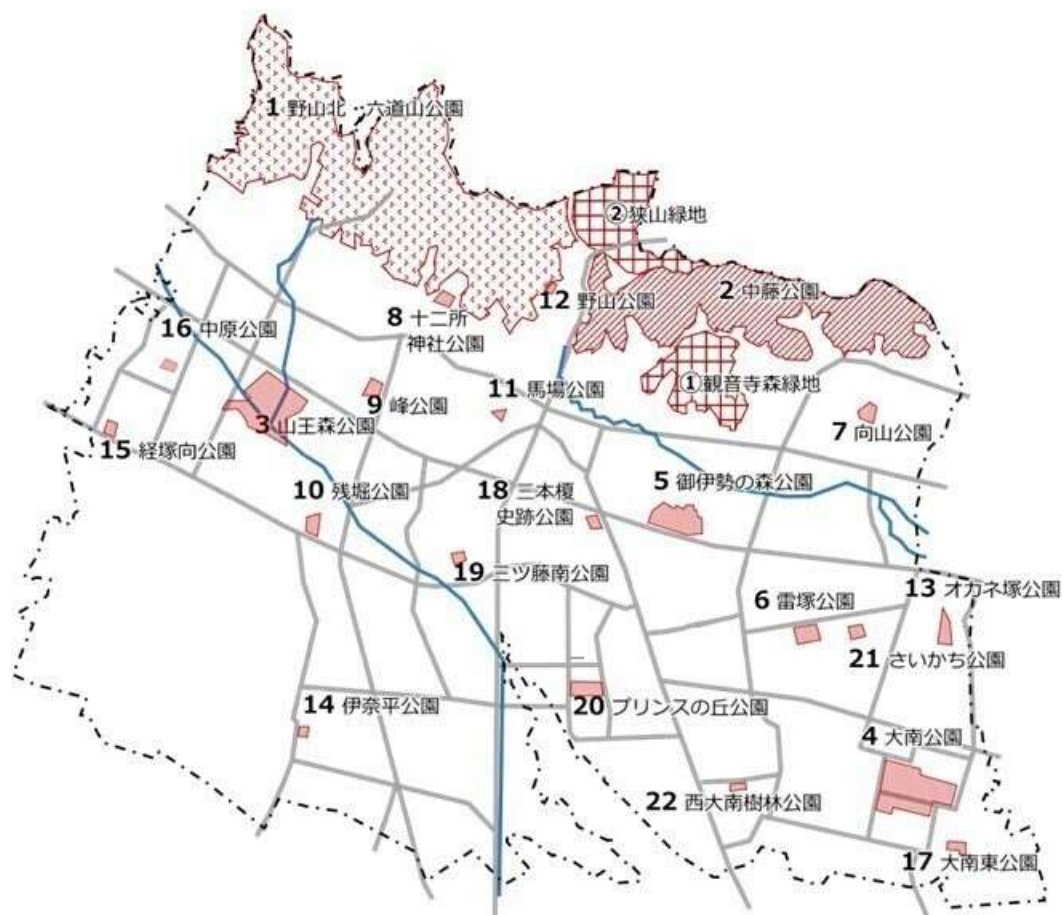 1 野山北・六道山公園
② 狭山緑地
2 中藤公園
12 野山公園
8 十二所
神社公園
16 中原公園
① 観音寺森緑地
11 馬場公園
9 峰公園
3 山王森公園
7 向山公園
15 経塚向公園
5 御伊勢の森公園
10 残堀公園
18 三本榎
史跡公園
19 三ツ藤南公園
13 オカネ塚公園
6 雷塚公園
21 さいかち公園
14 伊奈平公園
20 プリンスの丘公園
4 大南公園
22 西大南樹林公園
17 大南東公園